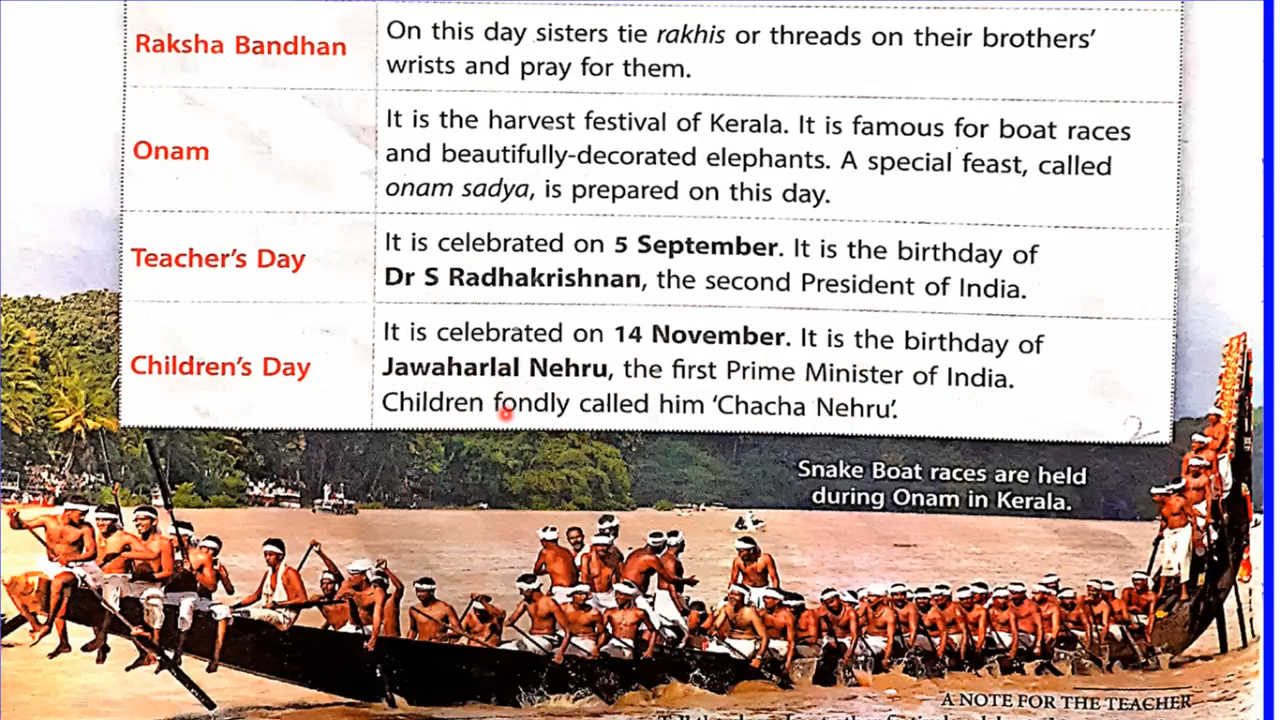 Raksha Bandhan
On this day sisters tie rakhis or threads on their brothers’
wrists and pray for them.
Onam
It is the harvest festival of Kerala. It is famous for boat races
and beautifully-decorated elephants. A special feast, called
onam sadya, is prepared on this day.
Teacher’s Day
It is celebrated on 5 September. It is the birthday of
Dr S Radhakrishnan, the second President of India.
Children’s Day
It is celebrated on 14 November. It is the birthday of
Jawaharlal Nehru, the first Prime Minister of India.
Children fondly called him ‘Chacha Nehru’.
2
Snake Boat races are held
during Onam in Kerala.
A NOTE FOR THE TEACHER